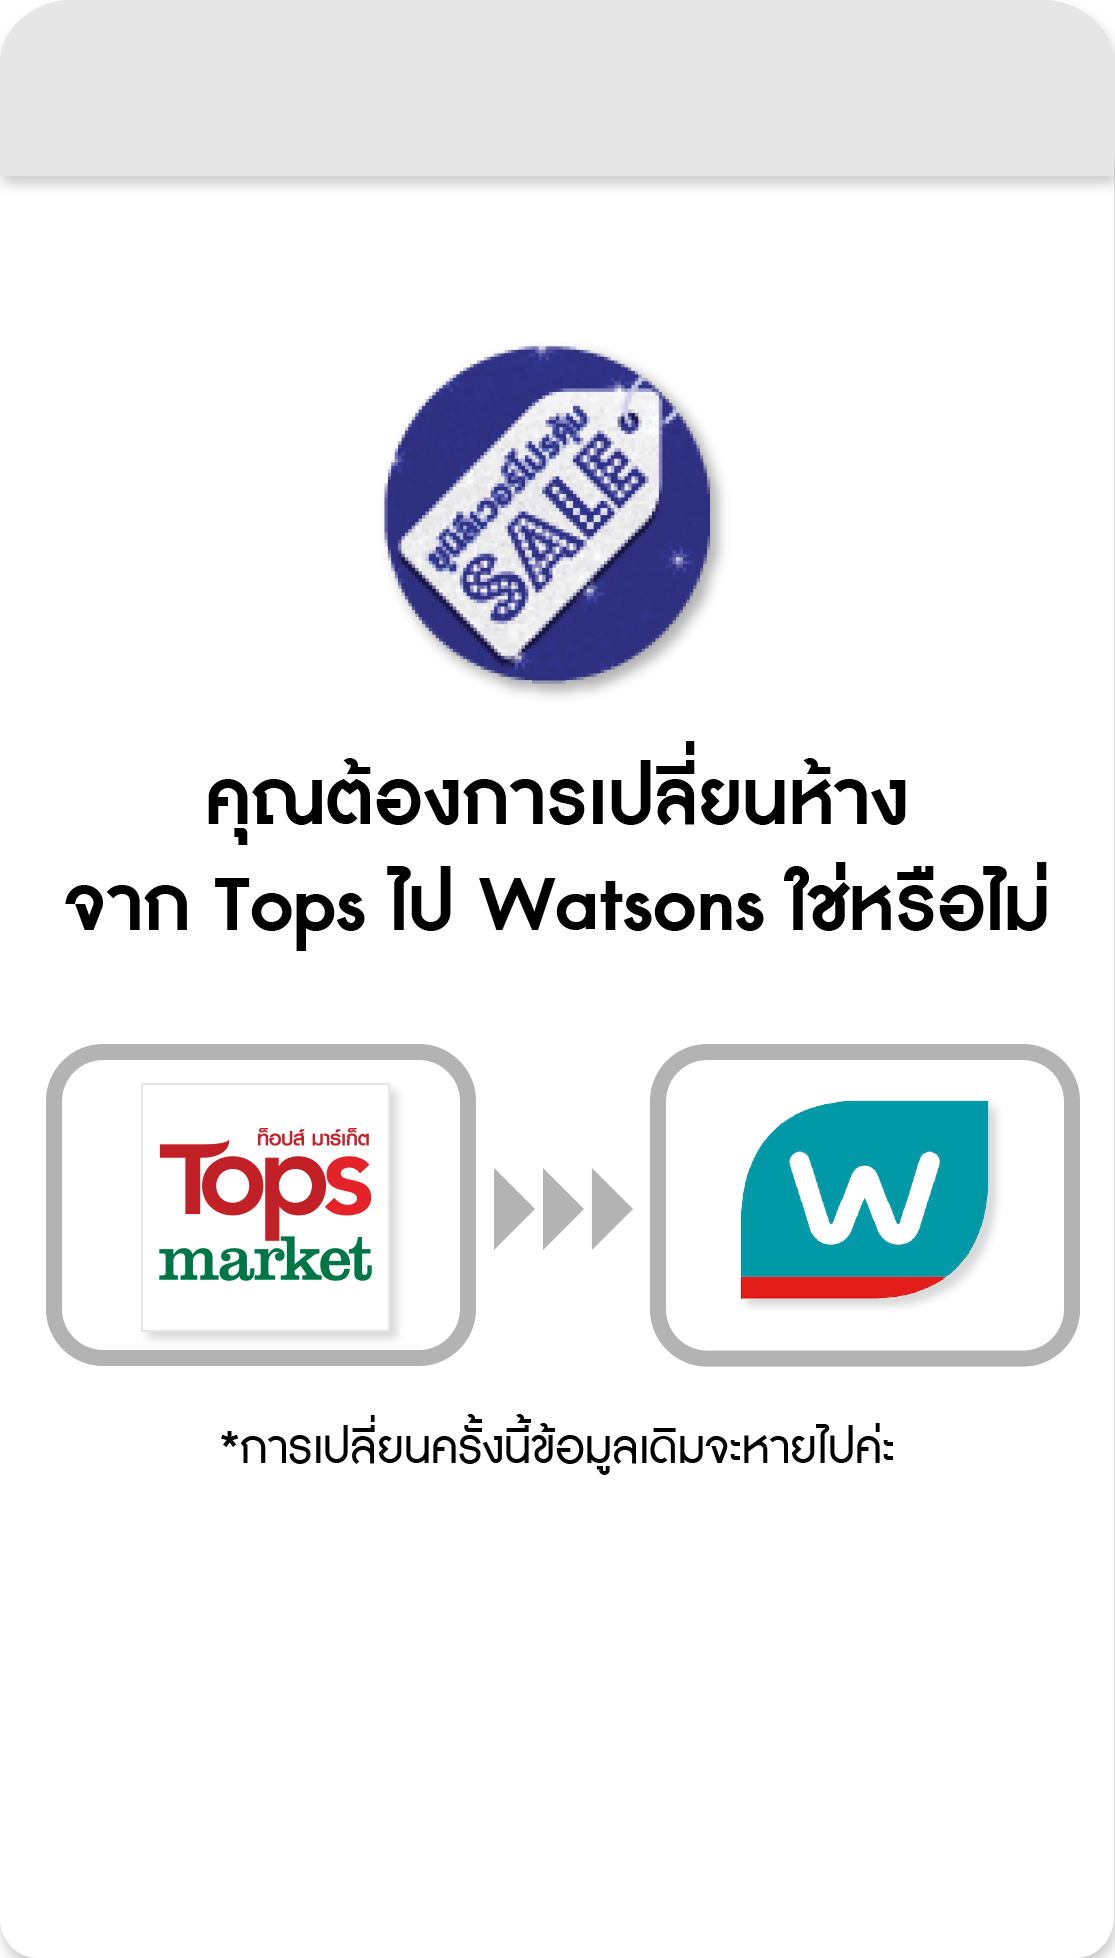 ยูนิลีเวอร์โปรคุ้ม
SALE
คุณต้องการเปลี่ยนห้าง
จาก Tops ไป Watsons ใช่หรือไม่
ท็อปส์ มาร์เก็ต
Tops
market
W
*การเปลี่ยนครั้งนี้ข้อมูลเดิมจะหายไปค่ะ